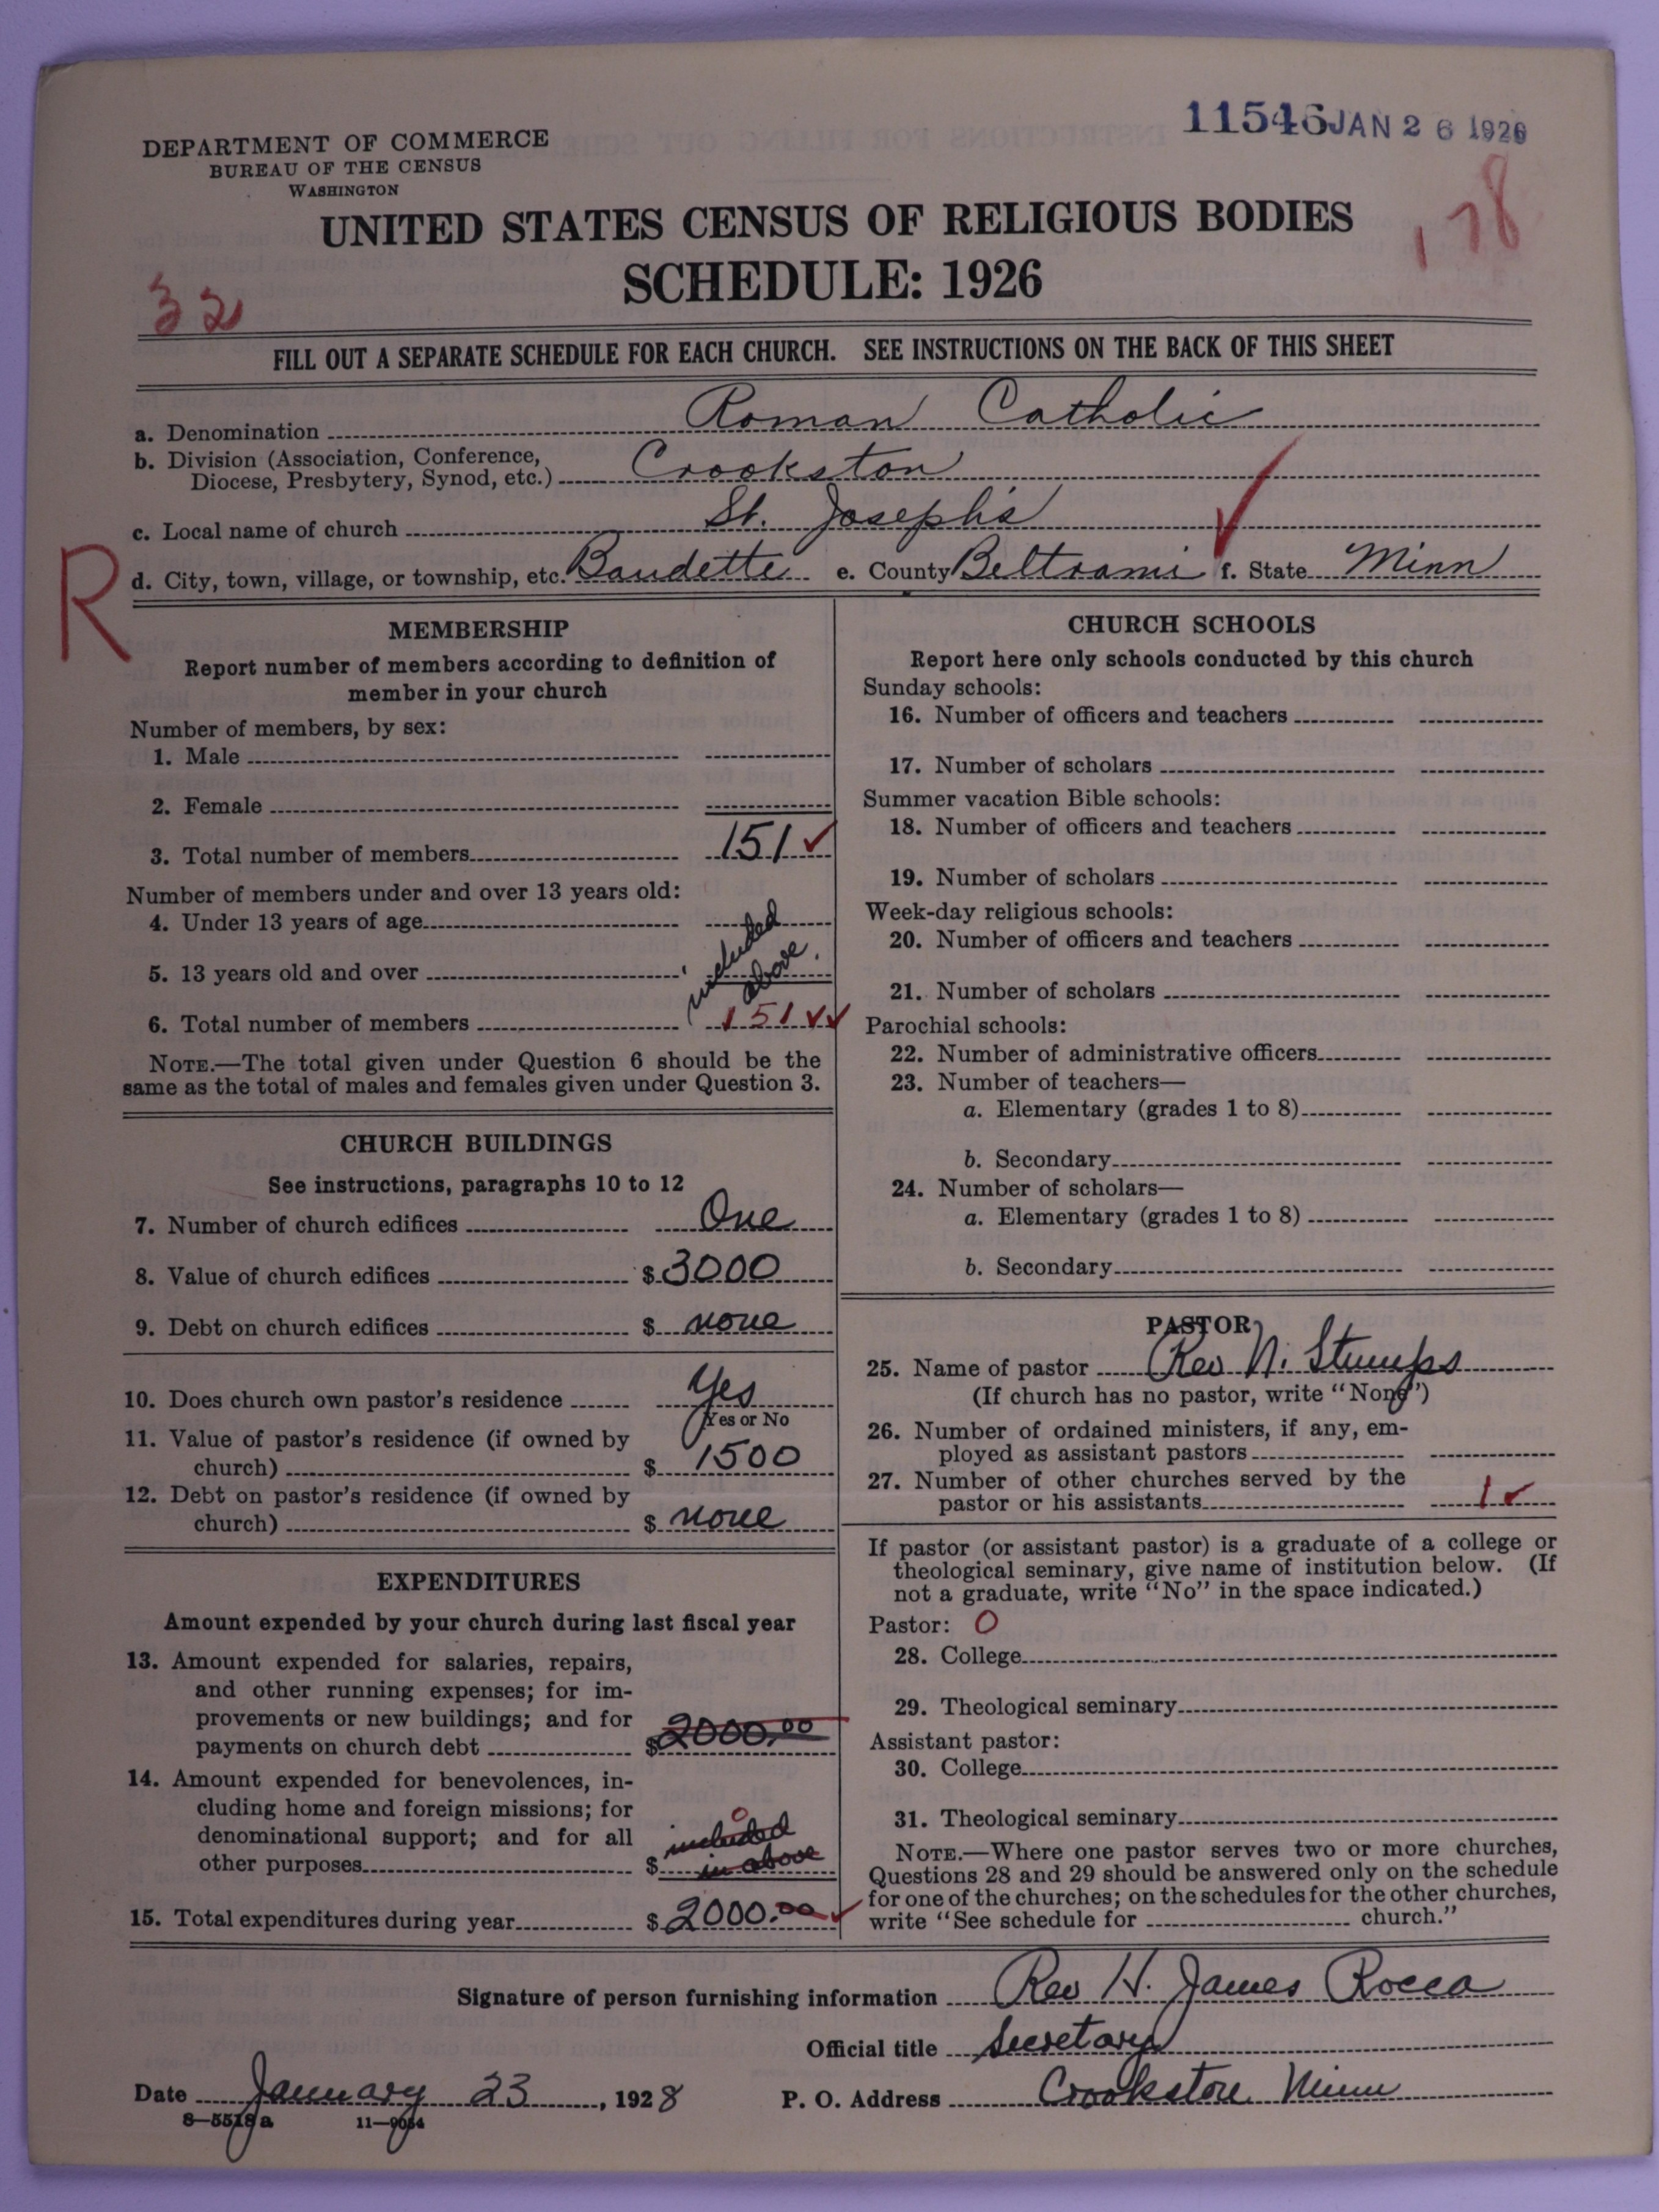 11546 JAN 26 1928
DEPARTMENT OF COMMERCE
BUREAU OF THE CENSUS
WASHINGTON
UNITED STATES CENSUS OF RELIGIOUS BODIES
178
SCHEDULE: 1926
32
FILL OUT A SEPARATE SCHEDULE FOR EACH CHURCH. SEE INSTRUCTIONS ON THE BACK OF THIS SHEET
a. Denomination Roman Catholic
b. Division (Association, Conference,
Diocese, Presbytery, Synod, etc.) Crookston
c. Local name of church St. Joseph's
R
d. City, town, village, or township, etc. Baudette e. County Beltrami f. State Minn
MEMBERSHIP
Report number of members according to definition of
member in your church
Number of members, by sex:
1. Male
2. Female
3. Total number of members 151 ✓
Number of members under and over 13 years old:
4. Under 13 years of age
included
5. 13 years old and over
above.
6. Total number of members 151 ✓✓
NOTE.—The total given under Question 6 should be the
same as the total of males and females given under Question 3.
CHURCH BUILDINGS
See instructions, paragraphs 10 to 12
7. Number of church edifices One
8. Value of church edifices $ 3000
9. Debt on church edifices $ none
10. Does church own pastor's residence Yes
Yes or No
11. Value of pastor's residence (if owned by
church) $ 1500
12. Debt on pastor's residence (if owned by
church) $ none
EXPENDITURES
Amount expended by your church during last fiscal year
13. Amount expended for salaries, repairs,
and other running expenses; for im-
provements or new buildings; and for
payments on church debt $ 2000.00
14. Amount expended for benevolences, in-
cluding home and foreign missions; for
0
denominational support; and for all included
other purposes $ in above
15. Total expenditures during year $ 2000.00 ✓
CHURCH SCHOOLS
Report here only schools conducted by this church
Sunday schools:
16. Number of officers and teachers
17. Number of scholars
Summer vacation Bible schools:
18. Number of officers and teachers
19. Number of scholars
Week-day religious schools:
20. Number of officers and teachers
21. Number of scholars
Parochial schools:
22. Number of administrative officers
23. Number of teachers—
a. Elementary (grades 1 to 8)
b. Secondary
24. Number of scholars—
a. Elementary (grades 1 to 8)
b. Secondary
PASTOR
25. Name of pastor Rev N. Stumps
(If church has no pastor, write "None")
26. Number of ordained ministers, if any, em-
ployed as assistant pastors
27. Number of other churches served by the
pastor or his assistants 1 ✓
If pastor (or assistant pastor) is a graduate of a college or
theological seminary, give name of institution below. (If
not a graduate, write "No" in the space indicated.)
Pastor: 0
28. College
29. Theological seminary
Assistant pastor:
30. College
31. Theological seminary
NOTE.—Where one pastor serves two or more churches,
Questions 28 and 29 should be answered only on the schedule
for one of the churches; on the schedules for the other churches,
write "See schedule for church."
Signature of person furnishing information Rev H. James Rocca
Official title Secretary
Date January 23, 1928 P. O. Address Crookston Minn
8—5518 a 11—9054